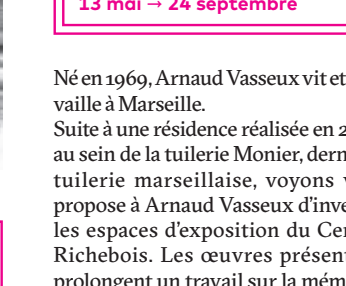 13 mai → 24 septembre
Né en 1969, Arnaud Vasseux vit et
vaille à Marseille.
Suite à une résidence réalisée en 2
au sein de la tuilerie Monier, dern
tuilerie marseillaise, voyons v
propose à Arnaud Vasseux d'inve
les espaces d'exposition du Cen
Richebois. Les œuvres présent
prolongent un travail sur la mém